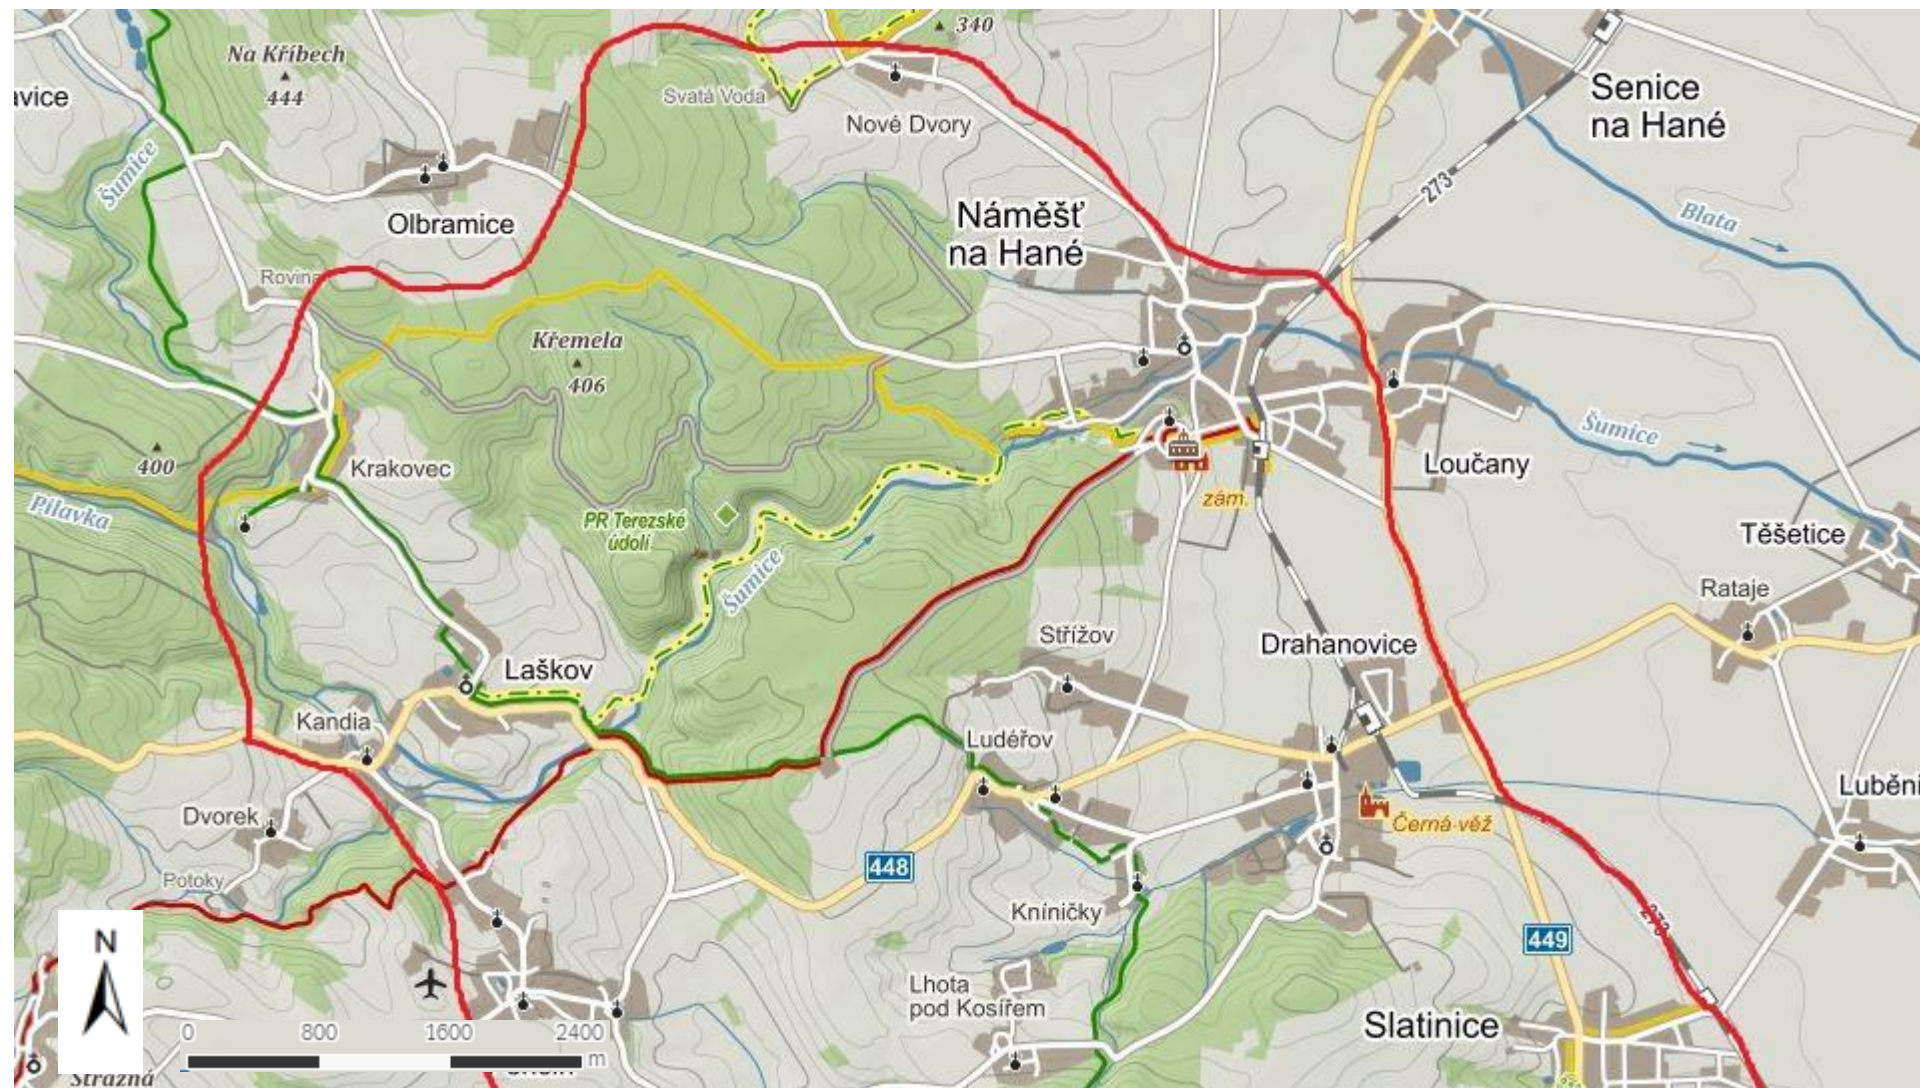 340
Na Kříbech
444
avice
Svatá Voda
Nové Dvory
Senice
na Hané
273
Šumice
Olbramice
Náměšť
na Hané
Blata
Rovina
Křemela
406
Šumice
400
Krakovec
Loučany
Pilavka
zám.
PR Terezské
údolí
Těšetice
Šumice
Rataje
Střížov
Drahanovice
Laškov
Kandia
Luděřov
Luběni
Dvorek
Černá věž
448
Potoky
Kníničky
273
449
N
Lhota
pod Kosířem
Slatinice
0 800 1600 2400
m
Strážná